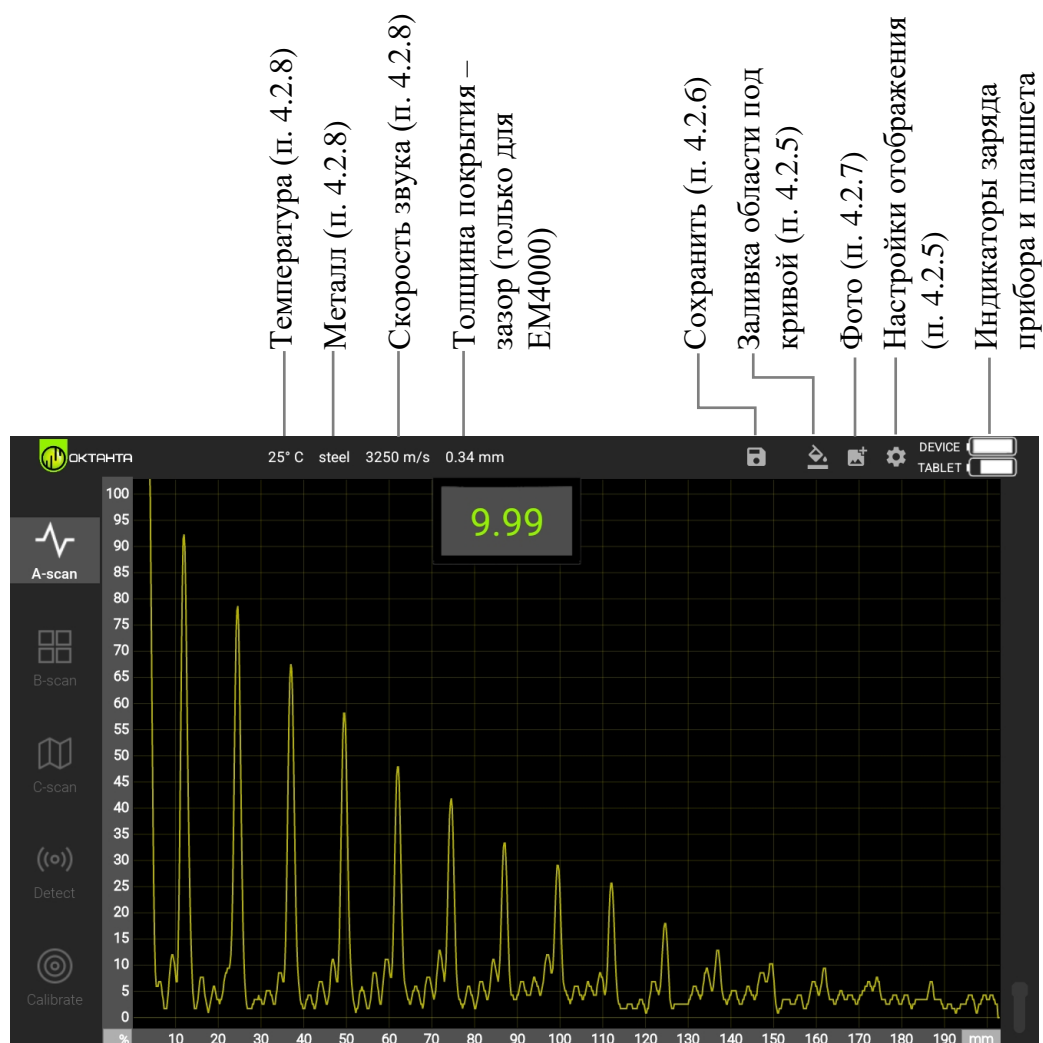 Температура (п. 4.2.8)
Металл (п. 4.2.8)
Скорость звука (п. 4.2.8)
Толщина покрытия –
зазор (только для
ЕМ4000)
Сохранить (п. 4.2.6)
Заливка области под
кривой (п. 4.2.5)
Фото (п. 4.2.7)
Настройки отображения
(п. 4.2.5)
Индикаторы заряда
прибора и планшета
ОКТАНТА
25° C steel 3250 m/s 0.34 mm
DEVICE
TABLET
9.99
A-scan
B-scan
C-scan
Detect
Calibrate
100
95
90
85
80
75
70
65
60
55
50
45
40
35
30
25
20
15
10
5
0
% 10 20 30 40 50 60 70 80 90 100 110 120 130 140 150 160 170 180 190 mm